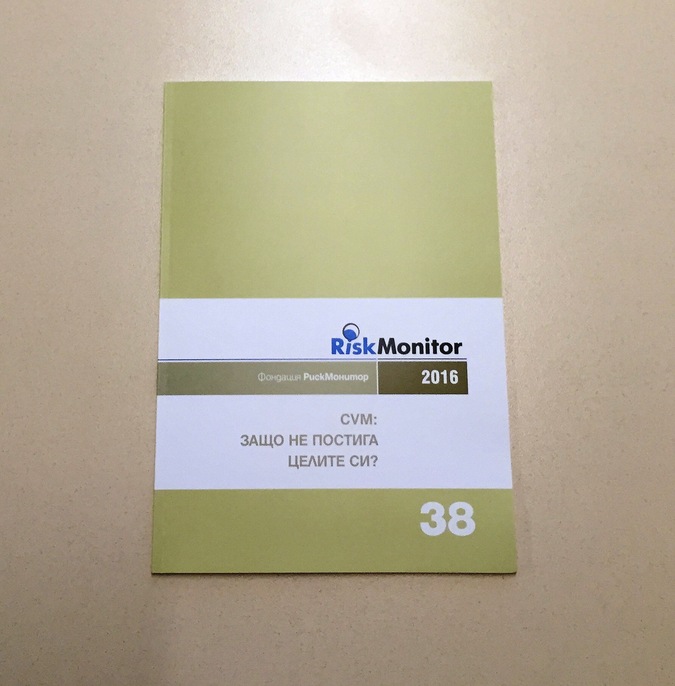 RiskMonitor
Фондация РискМонитор 2016
CVM:
ЗАЩО НЕ ПОСТИГА
ЦЕЛИТЕ СИ?
38